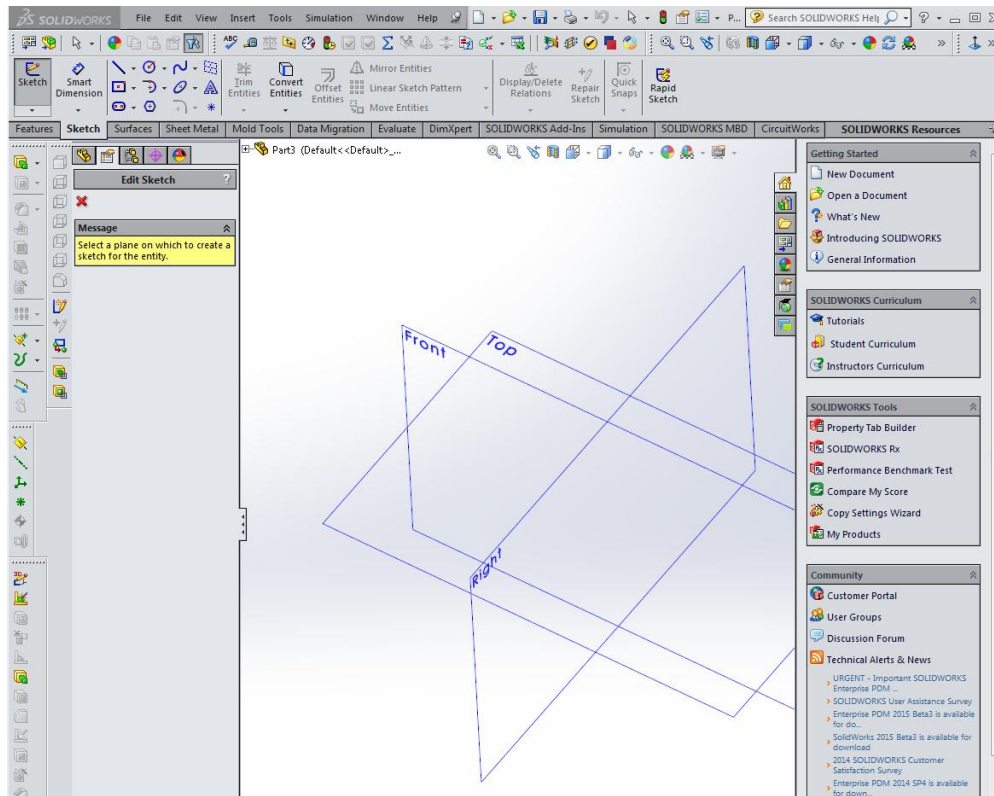 SOLIDWORKS File Edit View Insert Tools Simulation Window Help P... Search SOLIDWORKS Help
Sketch
Smart Dimension
Trim Entities
Convert Entities
Offset Entities
Mirror Entities
Linear Sketch Pattern
Move Entities
Display/Delete Relations
Repair Sketch
Quick Snaps
Rapid Sketch
Features Sketch Surfaces Sheet Metal Mold Tools Data Migration Evaluate DimXpert SOLIDWORKS Add-Ins Simulation SOLIDWORKS MBD CircuitWorks SOLIDWORKS Resources
Edit Sketch ?
Message
Select a plane on which to create a
sketch for the entity.
Part3 (Default<<Default>_...
Front
Top
Right
Getting Started
New Document
Open a Document
What's New
Introducing SOLIDWORKS
General Information
SOLIDWORKS Curriculum
Tutorials
Student Curriculum
Instructors Curriculum
SOLIDWORKS Tools
Property Tab Builder
SOLIDWORKS Rx
Performance Benchmark Test
Compare My Score
Copy Settings Wizard
My Products
Community
Customer Portal
User Groups
Discussion Forum
Technical Alerts & News
URGENT - Important SOLIDWORKS
Enterprise PDM ...
SOLIDWORKS User Assistance Survey
Enterprise PDM 2015 Beta3 is available
for do...
SolidWorks 2015 Beta3 is available for
download
2014 SOLIDWORKS Customer
Satisfaction Survey
Enterprise PDM 2014 SP4 is available
for down...